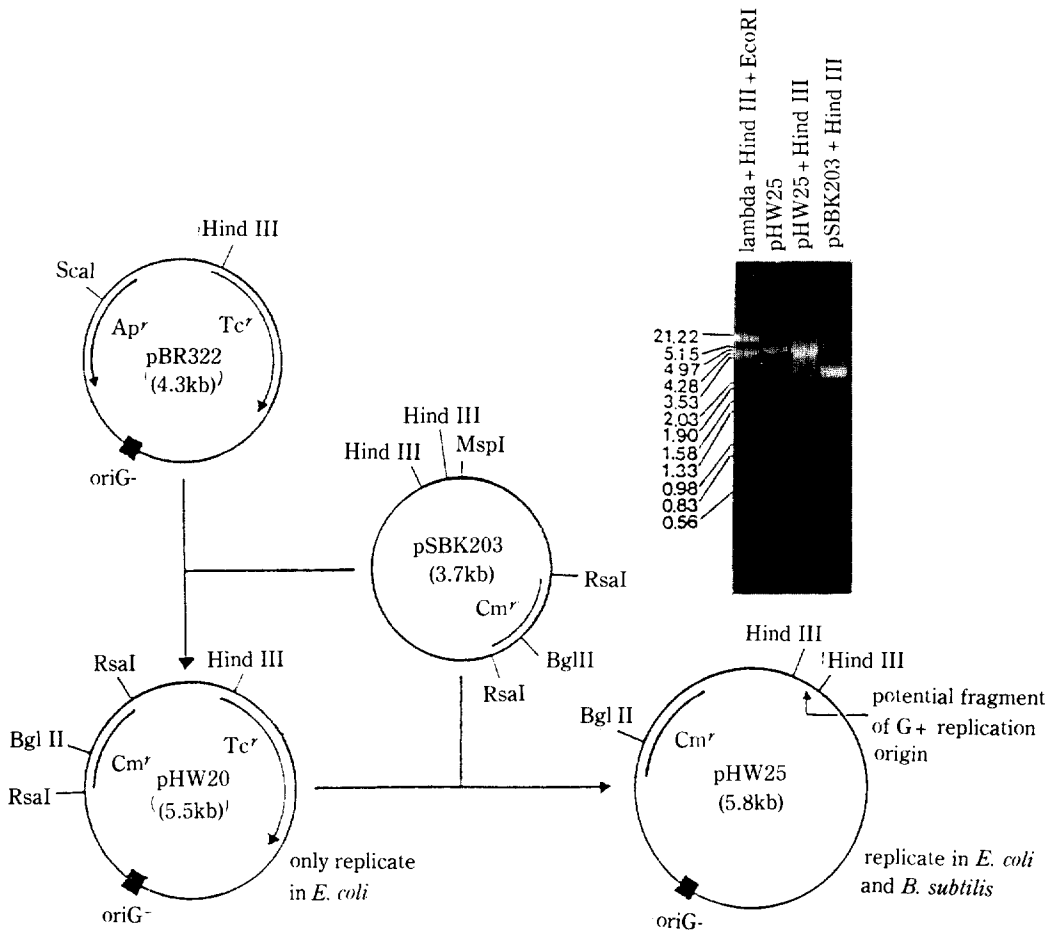 lambda + Hind III + EcoRI
pHW25
pHW25 + Hind III
pSBK203 + Hind III
21.22
5.15
4.97
4.28
3.53
2.03
1.90
1.58
1.33
0.98
0.83
0.56
Hind III
ScaI
Apr
Tcr
pBR322
(4.3kb)
oriG-
Hind III
Hind III
MspI
pSBK203
(3.7kb)
RsaI
Cmr
BglII
RsaI
RsaI
Hind III
Bgl II
Cmr
Tcr
RsaI
pHW20
(5.5kb)
only replicate
in E. coli
oriG-
Hind III
Hind III
Bgl II
Cmr
potential fragment
of G+ replication
origin
pHW25
(5.8kb)
replicate in E. coli
and B. subtilis
oriG-